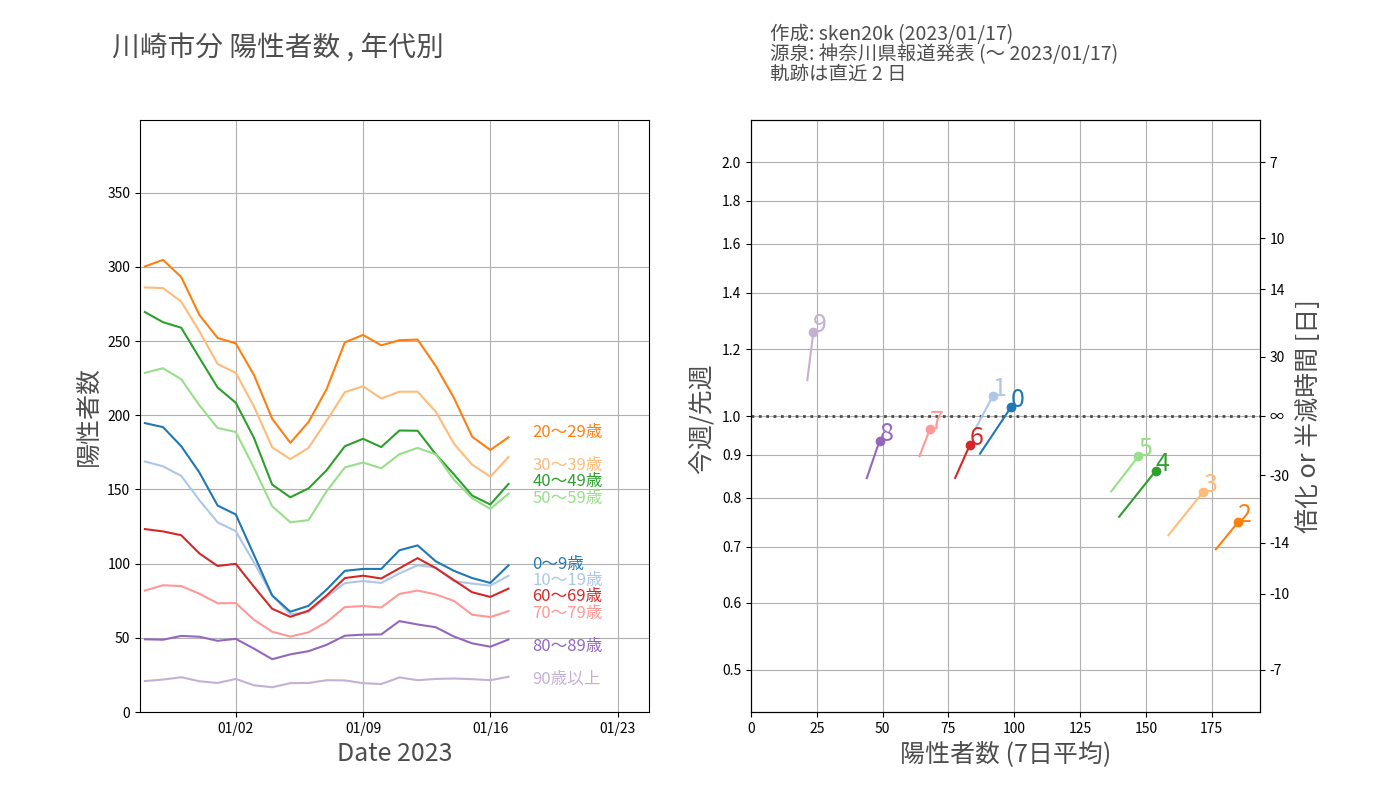 川崎市分 陽性者数 , 年代別
作成: sken20k (2023/01/17)
源泉: 神奈川県報道発表 (〜 2023/01/17)
軌跡は直近 2 日
陽性者数
350
300
250
200
150
100
50
0
20〜29歳
30〜39歳
40〜49歳
50〜59歳
0〜9歳
10〜19歳
60〜69歳
70〜79歳
80〜89歳
90歳以上
01/02
01/09
01/16
01/23
Date 2023
今週/先週
2.0
1.8
1.6
1.4
1.2
1.0
0.9
0.8
0.7
0.6
0.5
9
1
0
7
8
6
5
4
3
2
7
10
14
30
∞
-30
-14
-10
-7
倍化 or 半減時間 [日]
0
25
50
75
100
125
150
175
陽性者数 (7日平均)